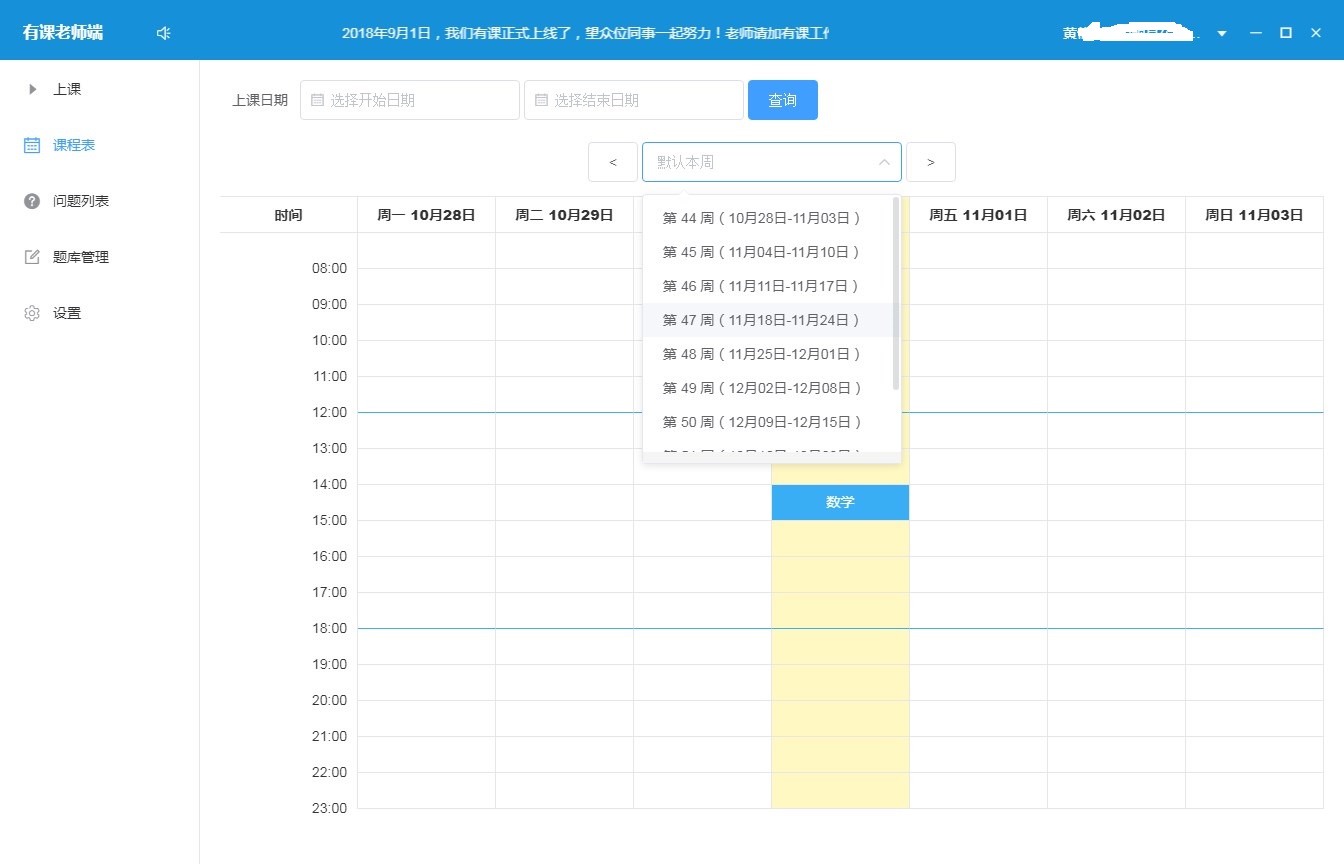 有课老师端
2018年9月1日，我们有课正式上线了，望众位同事一起努力！老师请加有课工作
黄
上课
课程表
问题列表
题库管理
设置
上课日期 选择开始日期 选择结束日期 查询
< 默认本周 >
时间 周一 10月28日 周二 10月29日 周五 11月01日 周六 11月02日 周日 11月03日
第 44 周（10月28日-11月03日）
第 45 周（11月04日-11月10日）
第 46 周（11月11日-11月17日）
第 47 周（11月18日-11月24日）
第 48 周（11月25日-12月01日）
第 49 周（12月02日-12月08日）
第 50 周（12月09日-12月15日）
08:00
09:00
10:00
11:00
12:00
13:00
14:00
数学
15:00
16:00
17:00
18:00
19:00
20:00
21:00
22:00
23:00